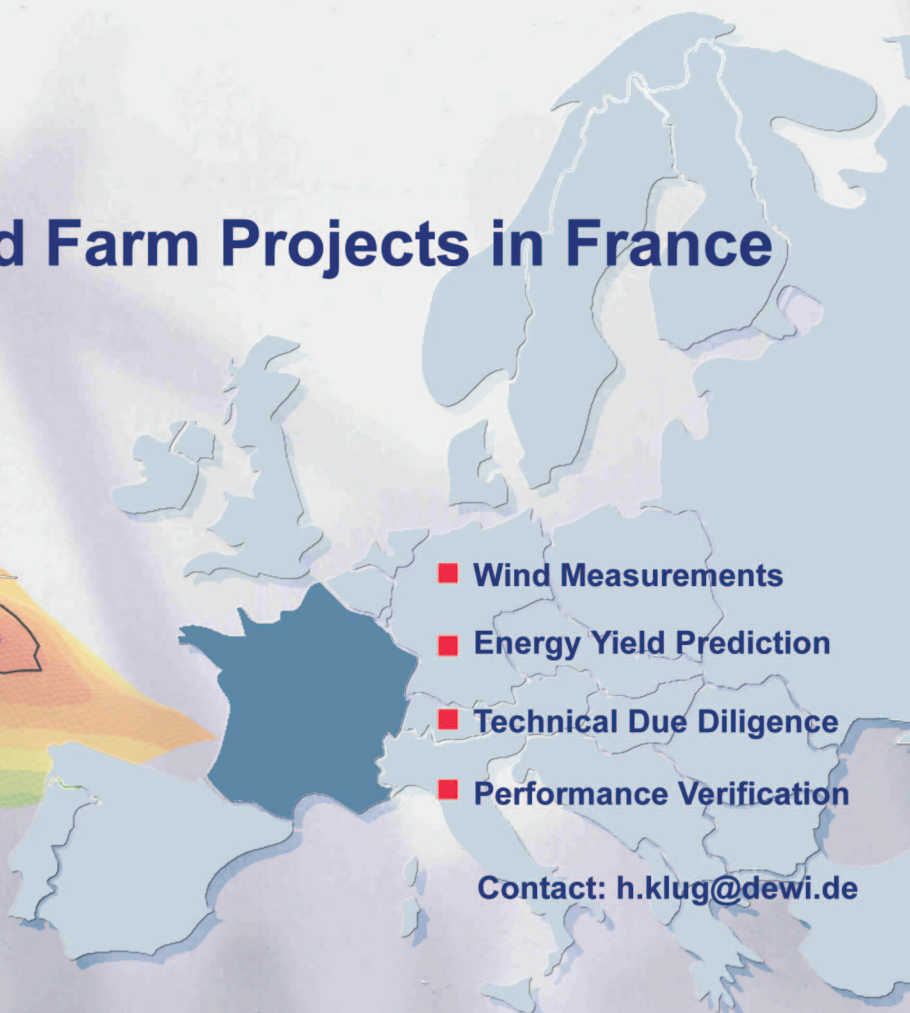 d Farm Projects in France
Wind Measurements
Energy Yield Prediction
Technical Due Diligence
Performance Verification
Contact: h.klug@dewi.de